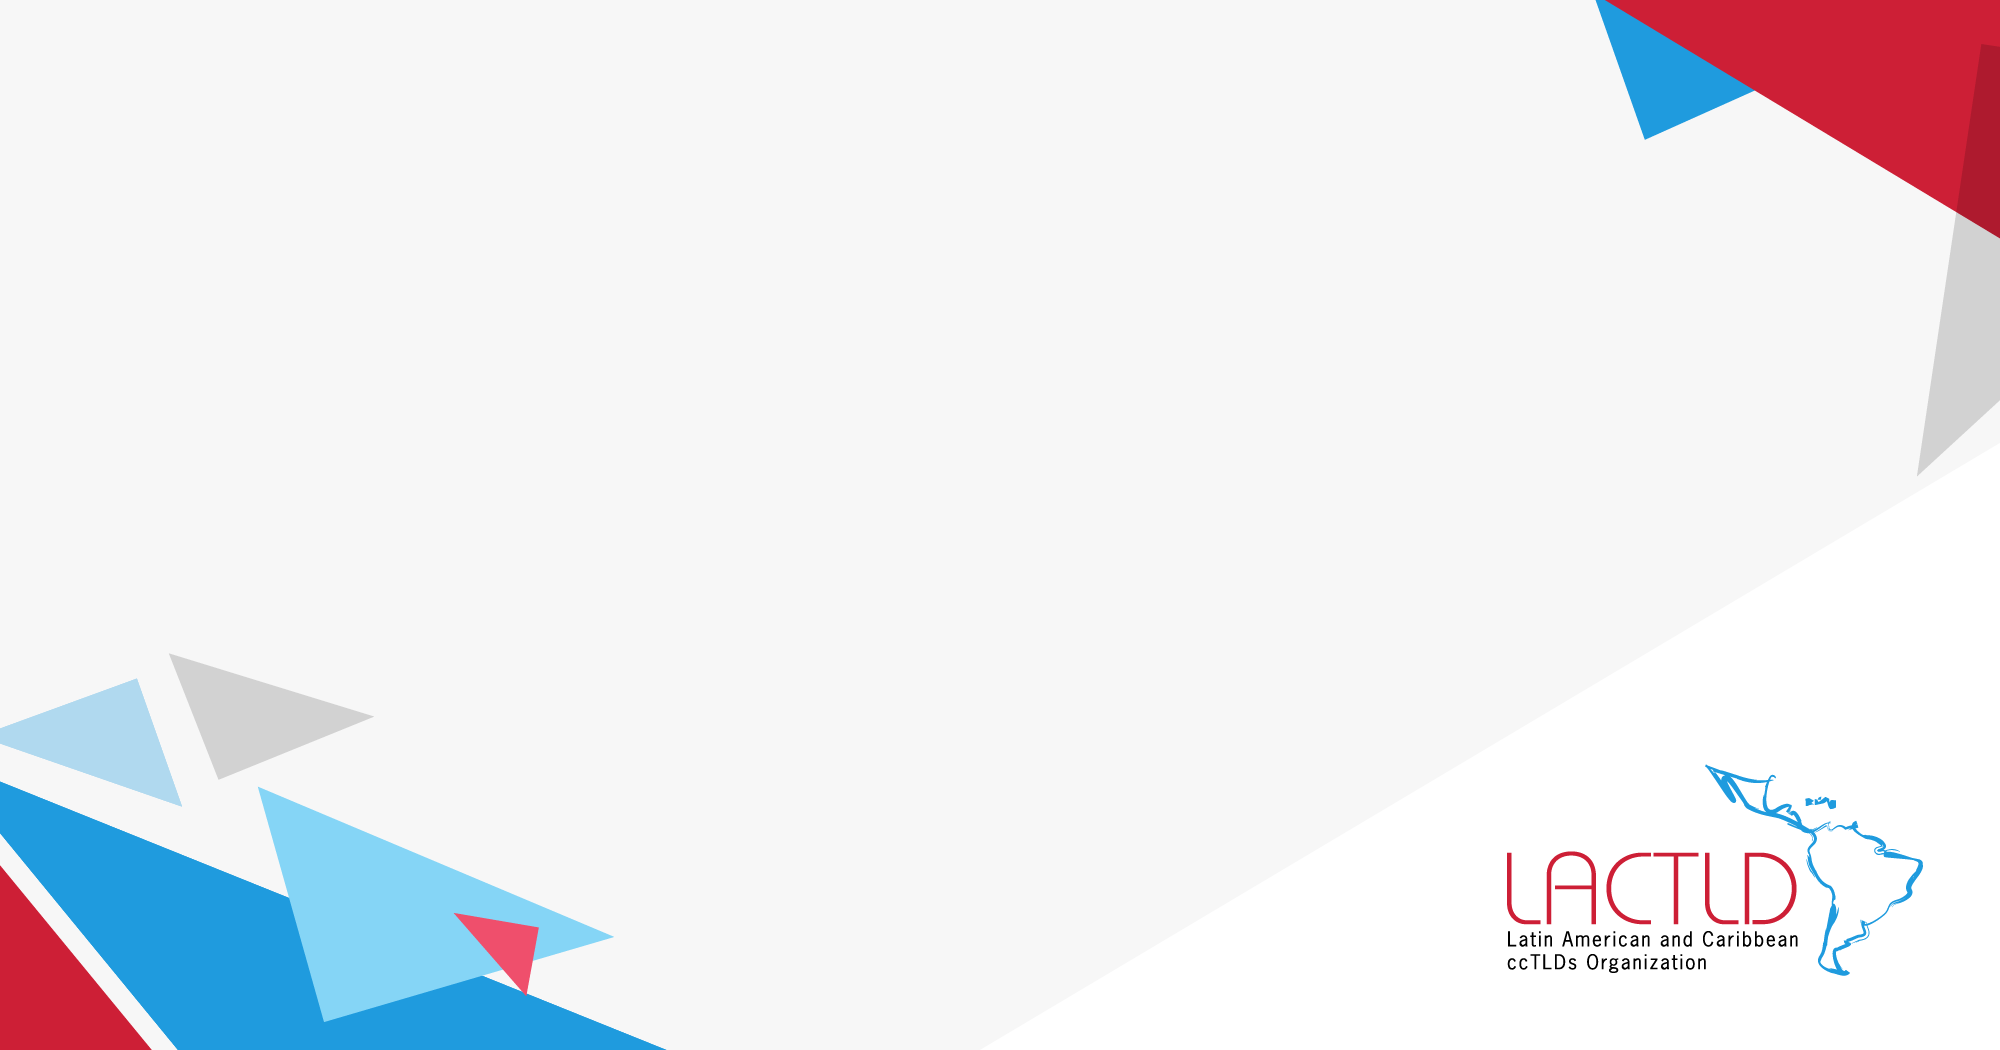 LACTLD
Latin American and Caribbean
ccTLDs Organization